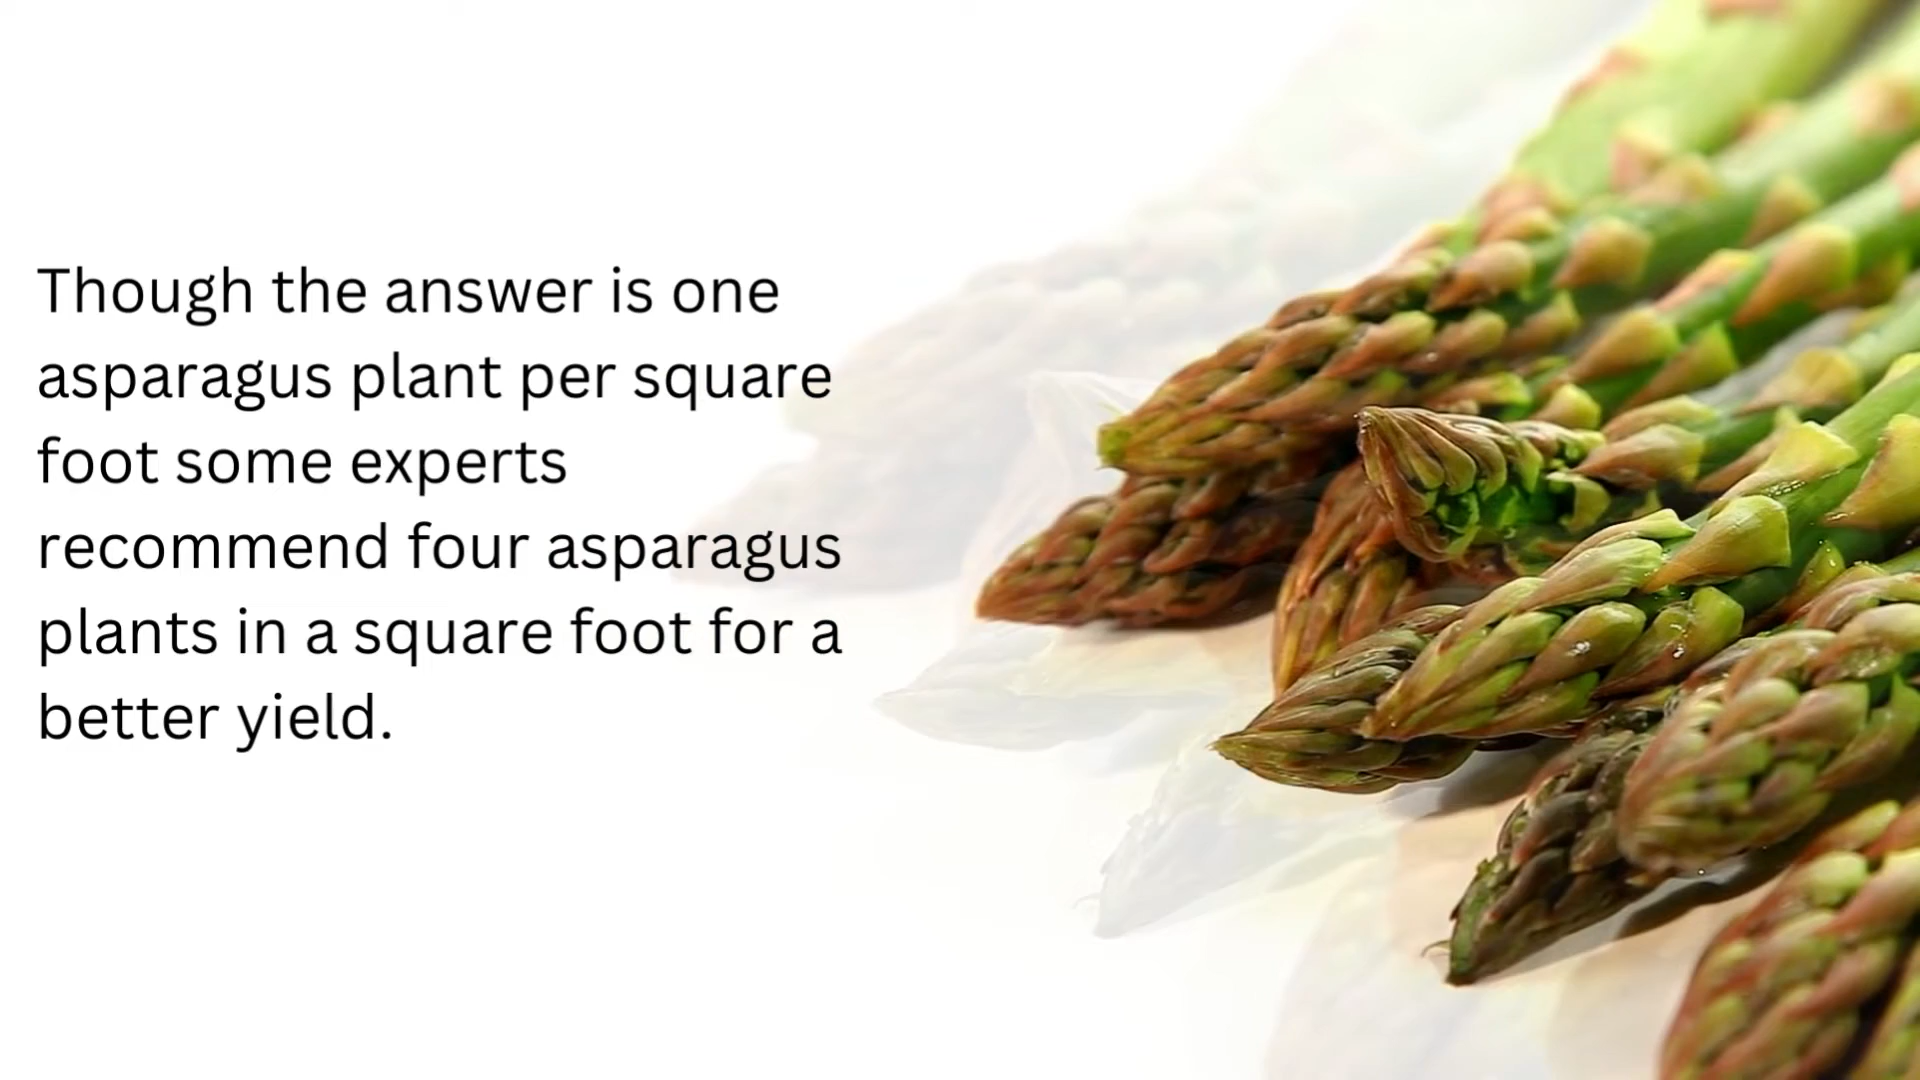 Though the answer is one
asparagus plant per square
foot some experts
recommend four asparagus
plants in a square foot for a
better yield.